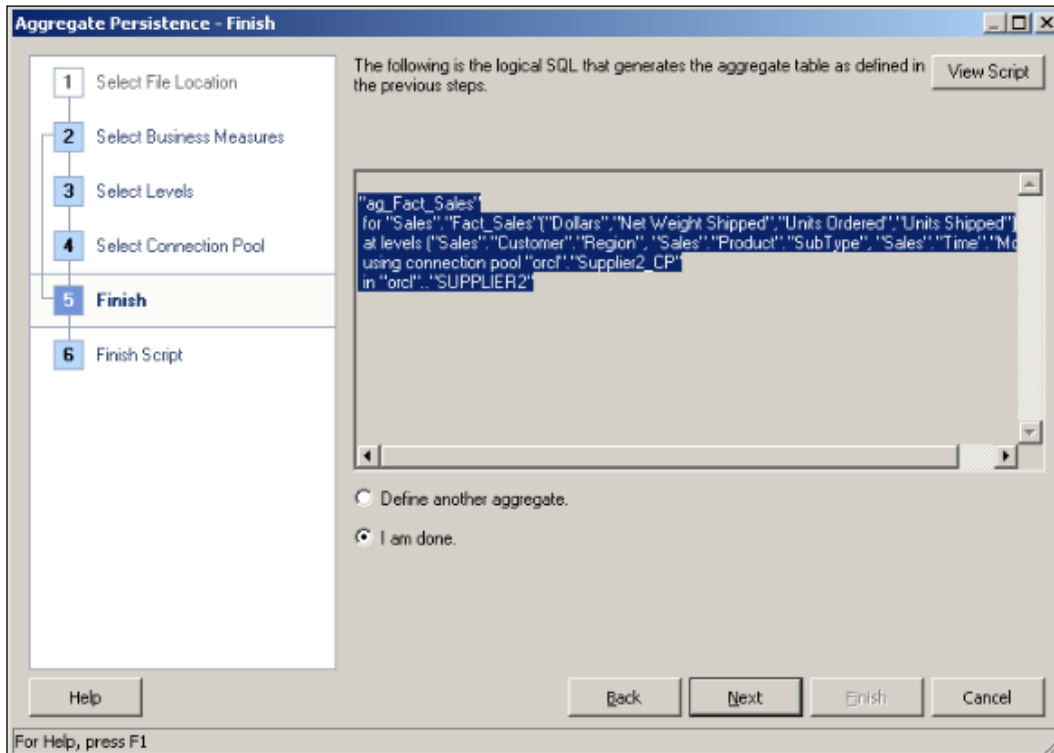 Aggregate Persistence - Finish
1 Select File Location
2 Select Business Measures
3 Select Levels
4 Select Connection Pool
5 Finish
6 Finish Script
The following is the logical SQL that generates the aggregate table as defined in
the previous steps.
View Script
"ag_Fact_Sales"
for "Sales"."Fact_Sales"("Dollars","Net Weight Shipped","Units Ordered","Units Shipped")
at levels ("Sales"."Customer"."Region", "Sales"."Product"."SubType", "Sales"."Time"."Mo
using connection pool "orcl"."Supplier2_CP"
in "orcl".."SUPPLIER2"
Define another aggregate.
I am done.
Help
Back
Next
Finish
Cancel
For Help, press F1